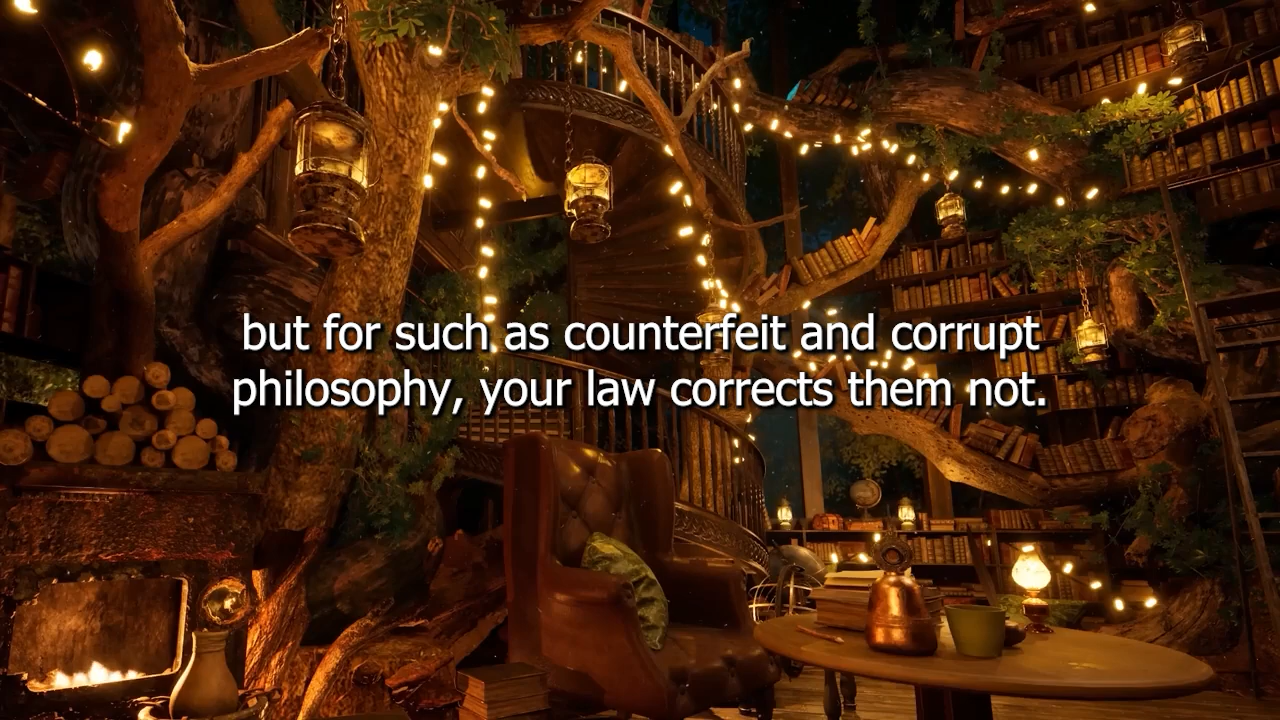 but for such as counterfeit and corrupt
philosophy, your law corrects them not.